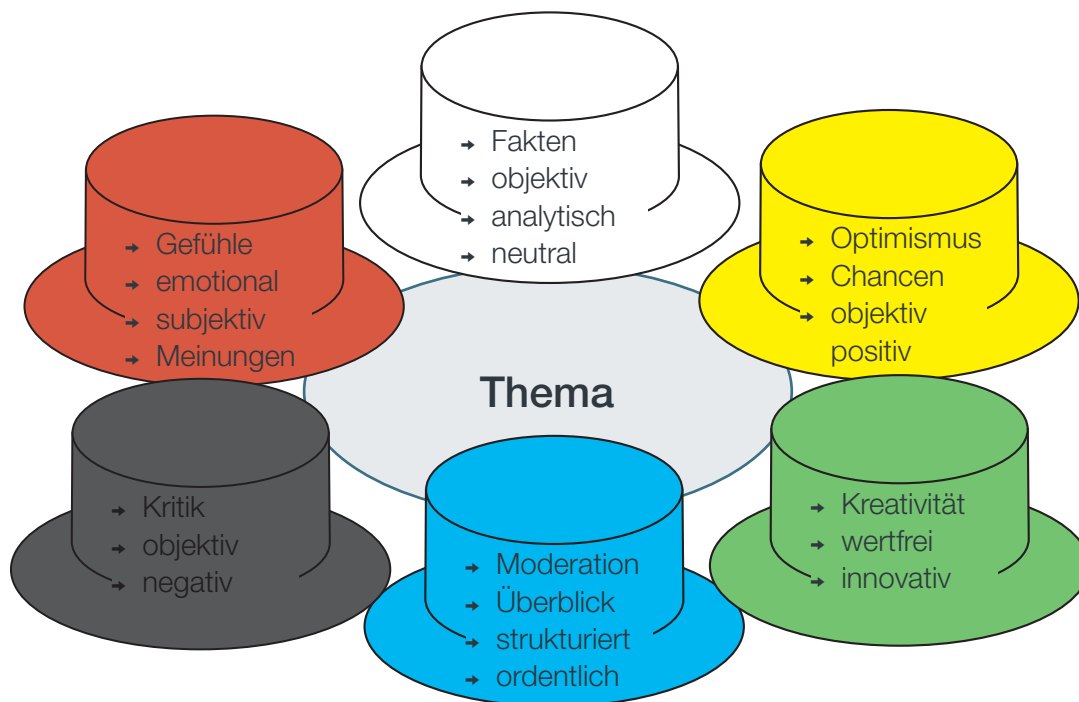 → Fakten
→ objektiv
→ analytisch
→ neutral
→ Gefühle
→ emotional
→ subjektiv
→ Meinungen
→ Optimismus
→ Chancen
→ objektiv
positiv
Thema
→ Kritik
→ objektiv
→ negativ
→ Moderation
→ Überblick
→ strukturiert
→ ordentlich
→ Kreativität
→ wertfrei
→ innovativ